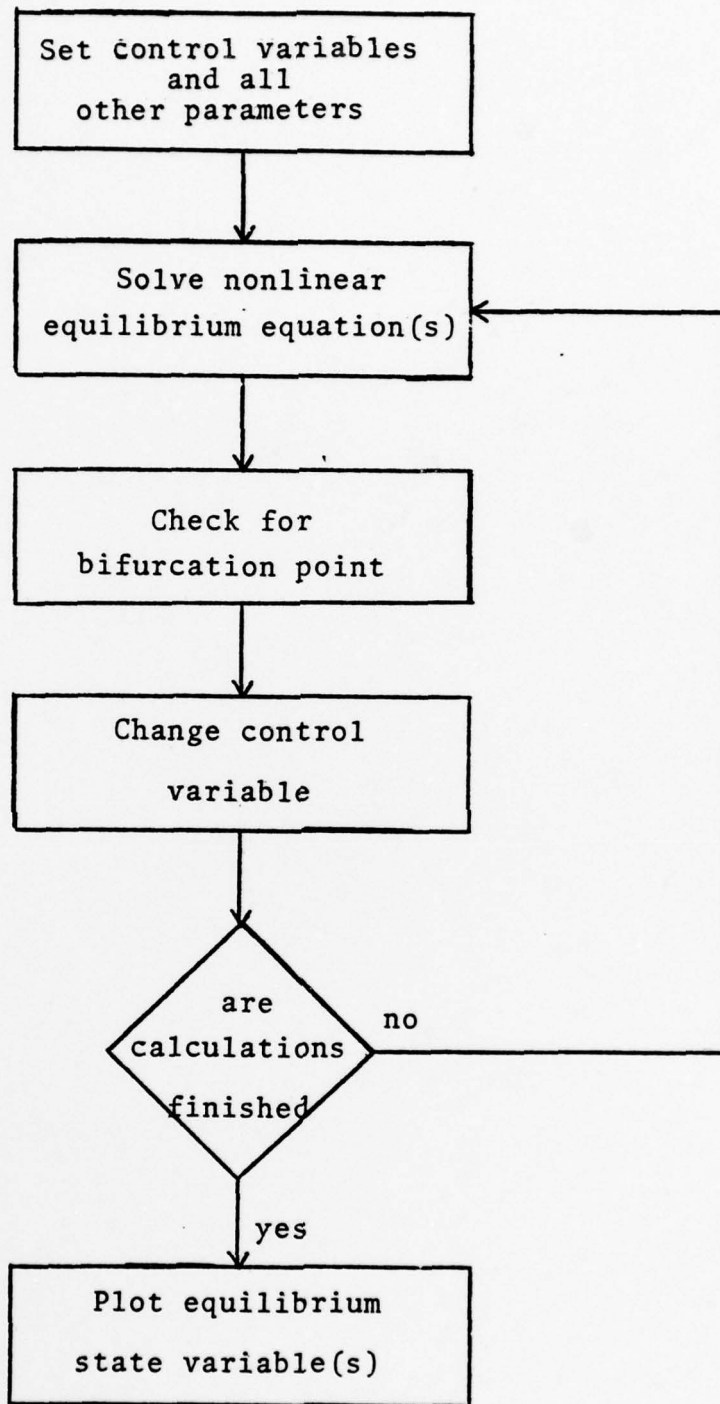 Set control variables
and all
other parameters
Solve nonlinear
equilibrium equation(s)
Check for
bifurcation point
Change control
variable
are
calculations
finished
no
yes
Plot equilibrium
state variable(s)